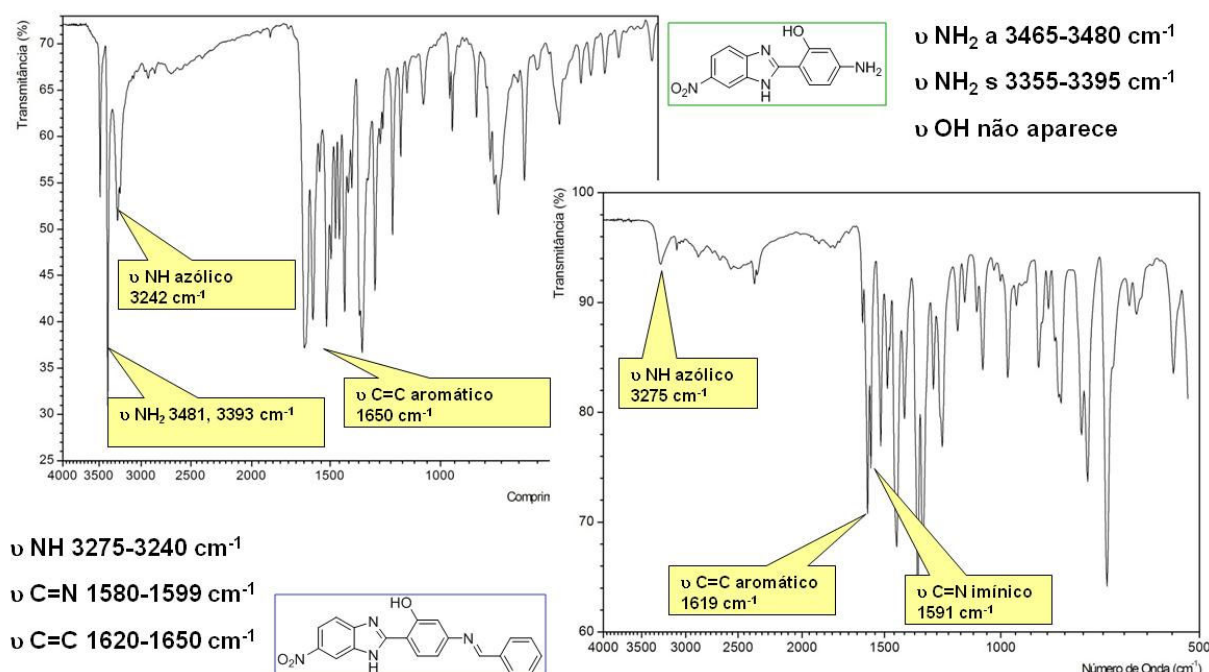 Transmitância (%)
70
65
60
55
50
45
40
35
30
25
4000 3500 3000 2500 2000 1500 1000
Comprin
υ NH azólico
3242 cm⁻¹
υ NH₂ 3481, 3393 cm⁻¹
υ C=C aromático
1650 cm⁻¹
HO
N
NH₂
O₂N
N
H
υ NH₂ a 3465-3480 cm⁻¹
υ NH₂ s 3355-3395 cm⁻¹
υ OH não aparece
Transmitância (%)
100
90
80
70
60
4000 3500 3000 2500 2000 1500 1000 500
Número de Onda (cm⁻¹)
υ NH azólico
3275 cm⁻¹
υ C=C aromático
1619 cm⁻¹
υ C=N imínico
1591 cm⁻¹
υ NH 3275-3240 cm⁻¹
υ C=N 1580-1599 cm⁻¹
υ C=C 1620-1650 cm⁻¹
HO
N
N
O₂N
N
H